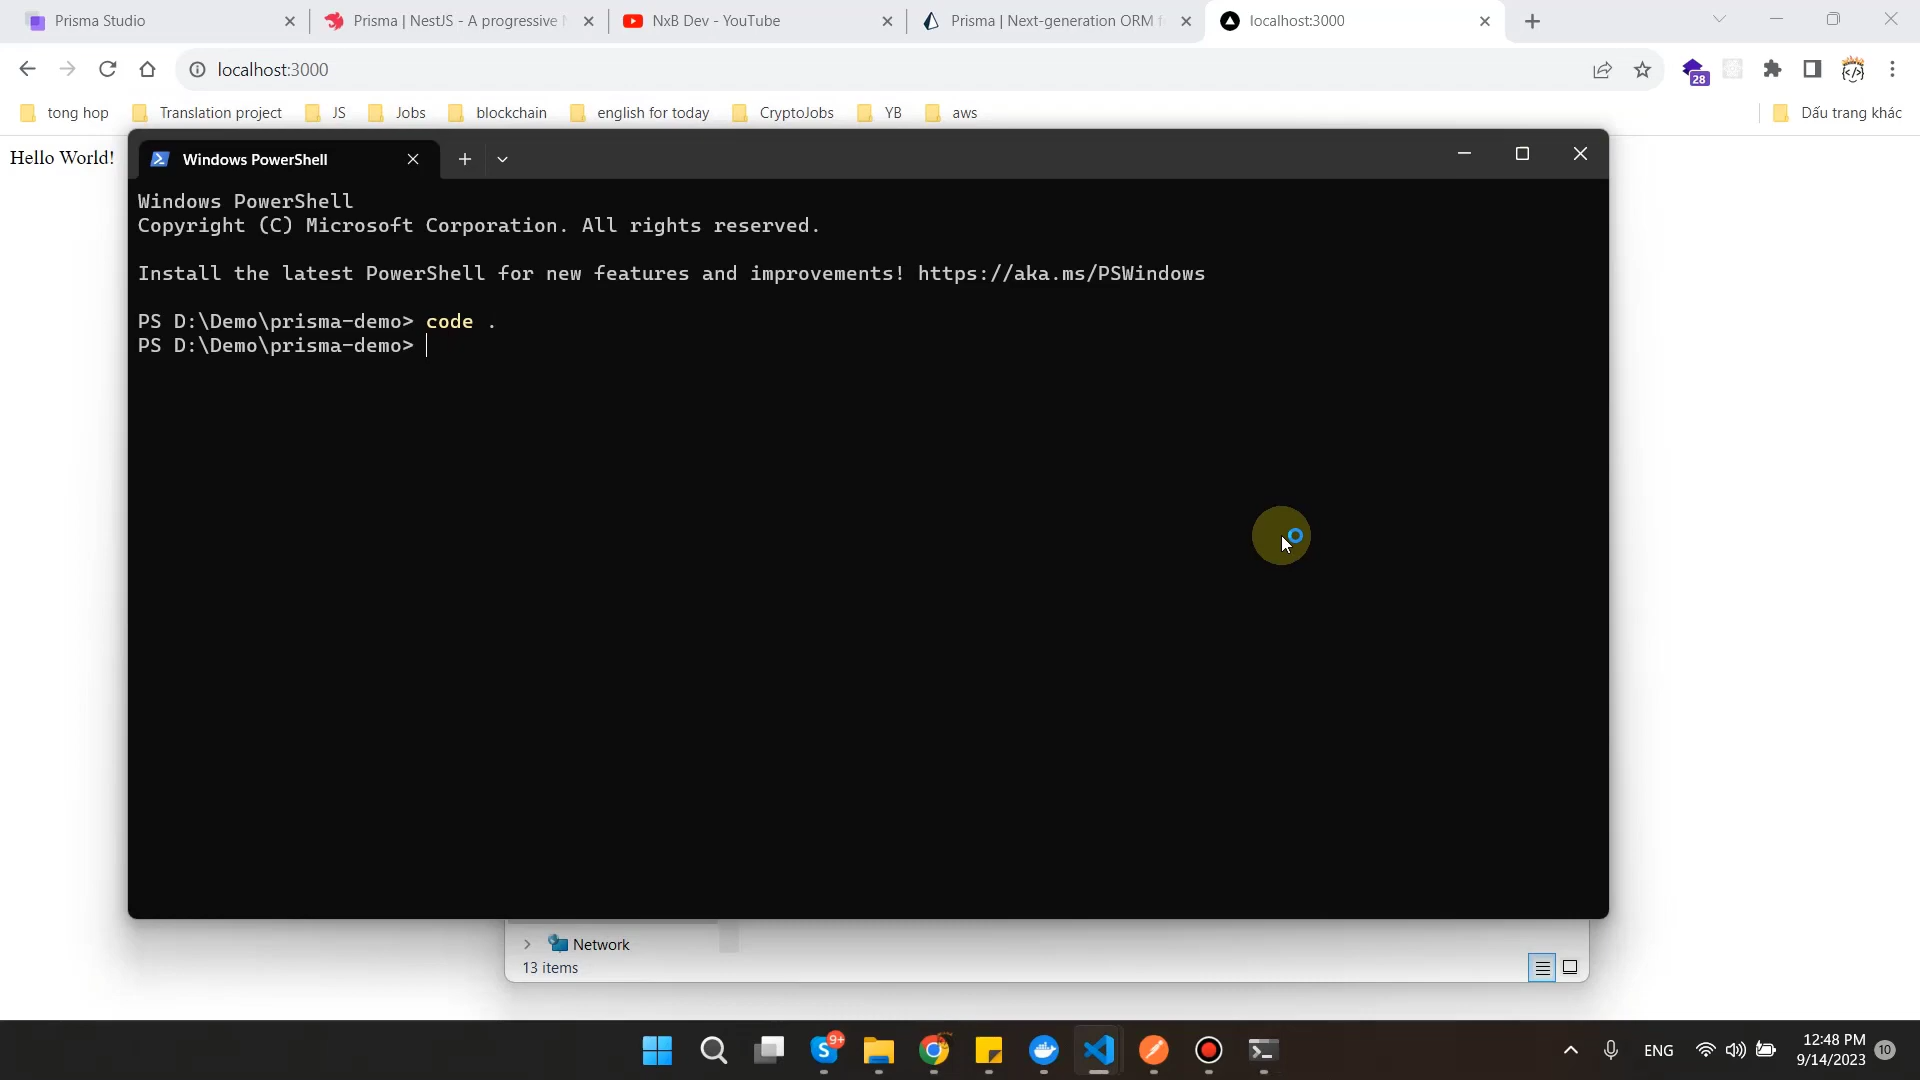 Prisma Studio
Prisma | NestJS - A progressive
NxB Dev - YouTube
Prisma | Next-generation ORM f
localhost:3000
localhost:3000
28
tong hop
Translation project
JS
Jobs
blockchain
english for today
CryptoJobs
YB
aws
Dấu trang khác
Hello World!
Windows PowerShell
Windows PowerShell
Copyright (C) Microsoft Corporation. All rights reserved.
Install the latest PowerShell for new features and improvements! https://aka.ms/PSWindows
PS D:\Demo\prisma-demo> code .
PS D:\Demo\prisma-demo>
Network
13 items
9+
ENG
12:48 PM
9/14/2023
10